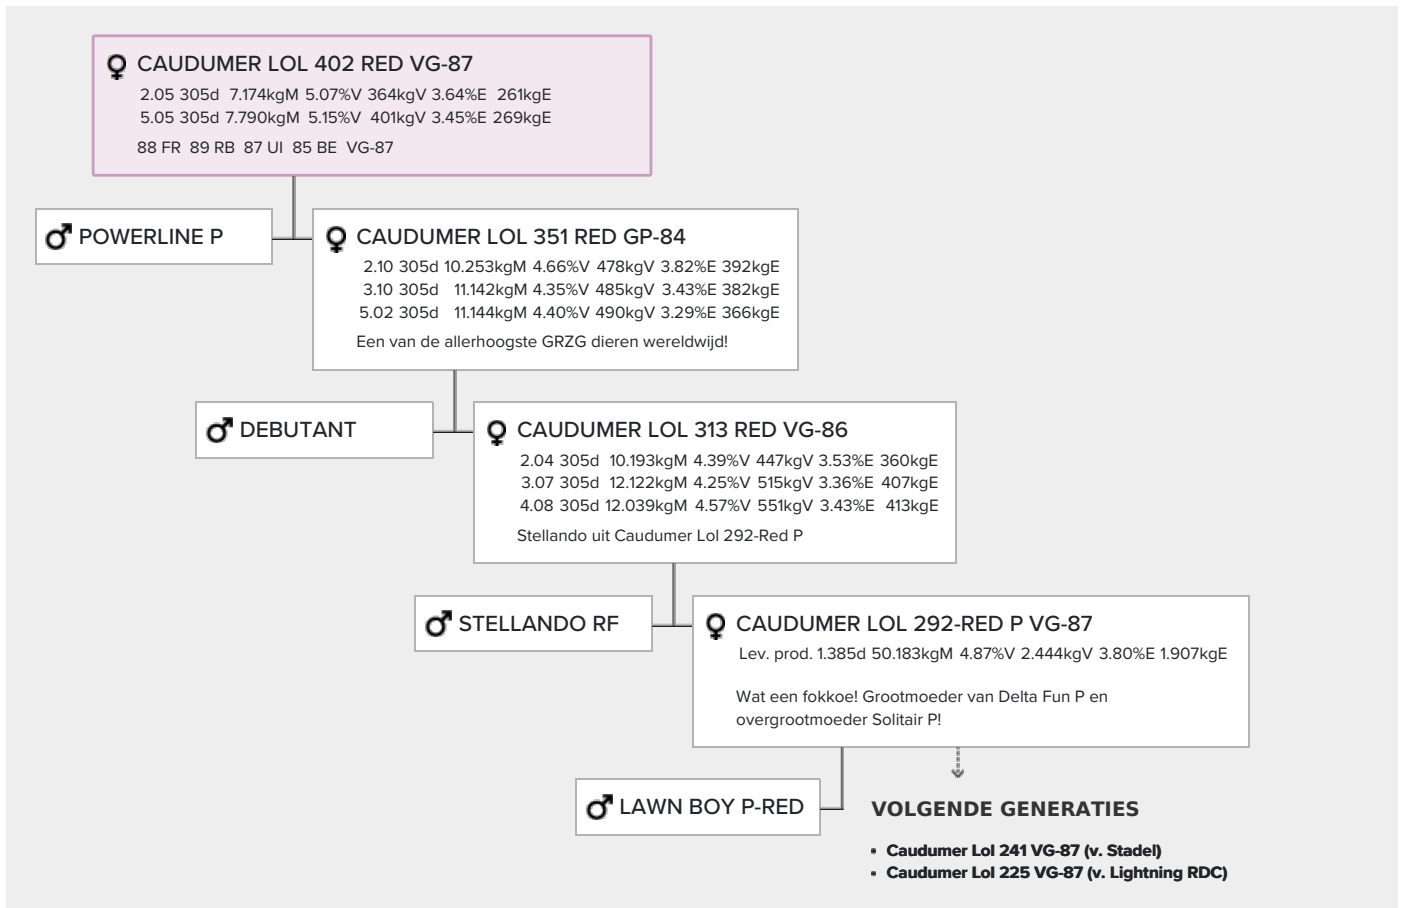 CAUDUMER LOL 402 RED VG-87
2.05 305d 7.174kgM 5.07%V 364kgV 3.64%E 261kgE
5.05 305d 7.790kgM 5.15%V 401kgV 3.45%E 269kgE
88 FR 89 RB 87 UI 85 BE VG-87
POWERLINE P
CAUDUMER LOL 351 RED GP-84
2.10 305d 10.253kgM 4.66%V 478kgV 3.82%E 392kgE
3.10 305d 11.142kgM 4.35%V 485kgV 3.43%E 382kgE
5.02 305d 11.144kgM 4.40%V 490kgV 3.29%E 366kgE
Een van de allerhoogste GRZG dieren wereldwijd!
DEBUTANT
CAUDUMER LOL 313 RED VG-86
2.04 305d 10.193kgM 4.39%V 447kgV 3.53%E 360kgE
3.07 305d 12.122kgM 4.25%V 515kgV 3.36%E 407kgE
4.08 305d 12.039kgM 4.57%V 551kgV 3.43%E 413kgE
Stellando uit Caudumer Lol 292-Red P
STELLANDO RF
CAUDUMER LOL 292-RED P VG-87
Lev. prod. 1.385d 50.183kgM 4.87%V 2.444kgV 3.80%E 1.907kgE
Wat een fokkoe! Grootmoeder van Delta Fun P en
overgrootmoeder Solitair P!
LAWN BOY P-RED
VOLGENDE GENERATIES
• Caudumer Lol 241 VG-87 (v. Stadel)
• Caudumer Lol 225 VG-87 (v. Lightning RDC)